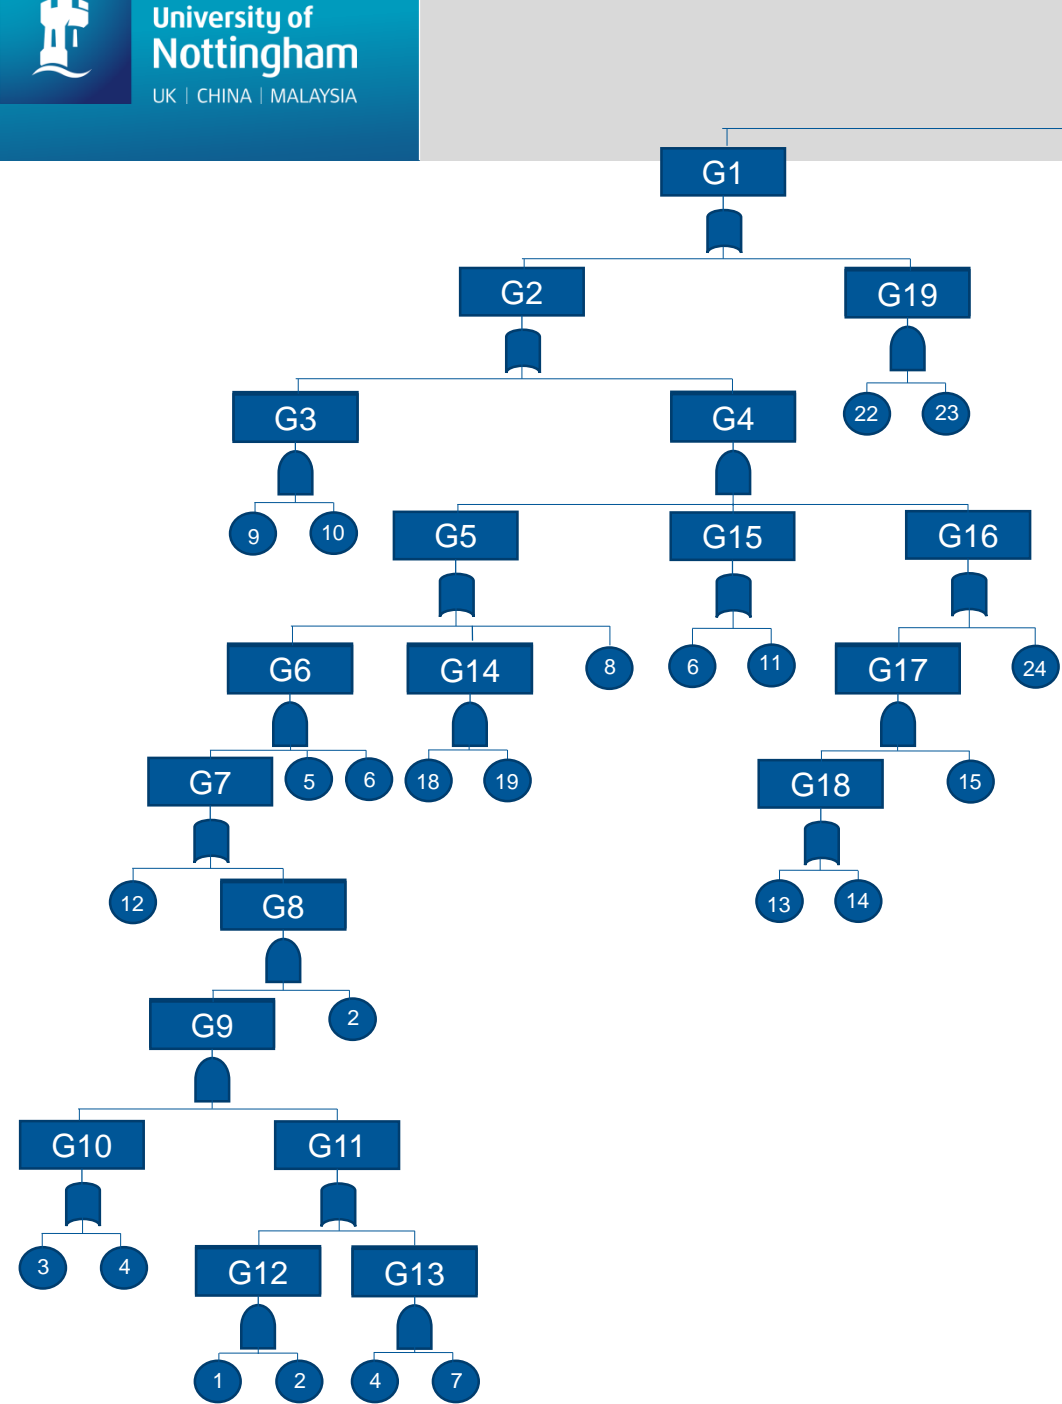 University of
Nottingham
UK | CHINA | MALAYSIA
G1
G2
G19
22
23
G3
G4
9
10
G5
G15
G16
G6
G14
8
6
11
G17
24
G7
5
6
18
19
G18
15
12
G8
13
14
G9
2
G10
G11
3
4
G12
G13
1
2
4
7